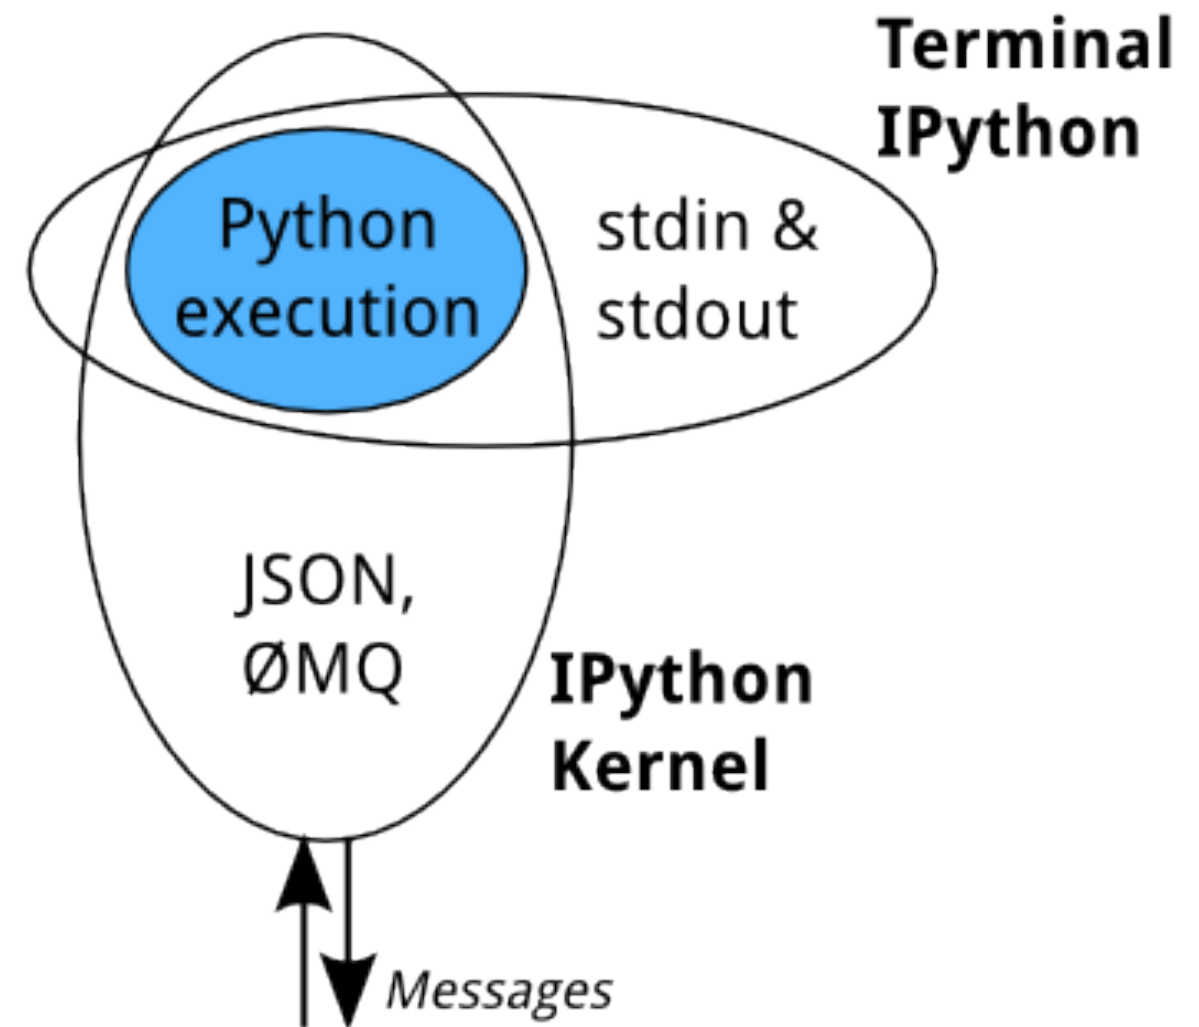 Terminal
IPython
Python
execution
stdin &
stdout
JSON,
ØMQ
IPython
Kernel
Messages